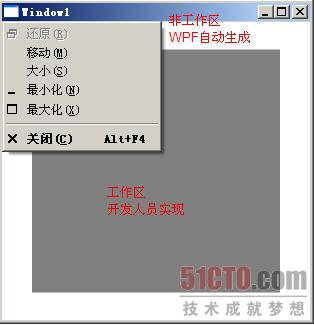 Window1
非工作区
WPF自动生成
还原(R)
移动(M)
大小(S)
最小化(N)
最大化(X)
关闭(C) Alt+F4
工作区
开发人员实现
51CTO.com
技术成就梦想